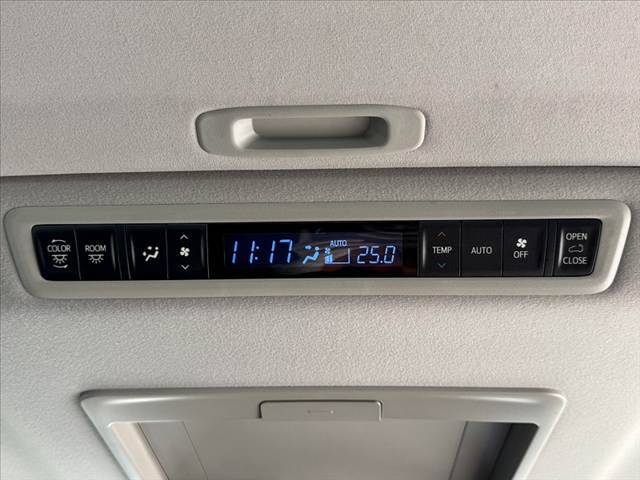 COLOR
ROOM
11:17
AUTO
25.0
TEMP
AUTO
OFF
OPEN
CLOSE